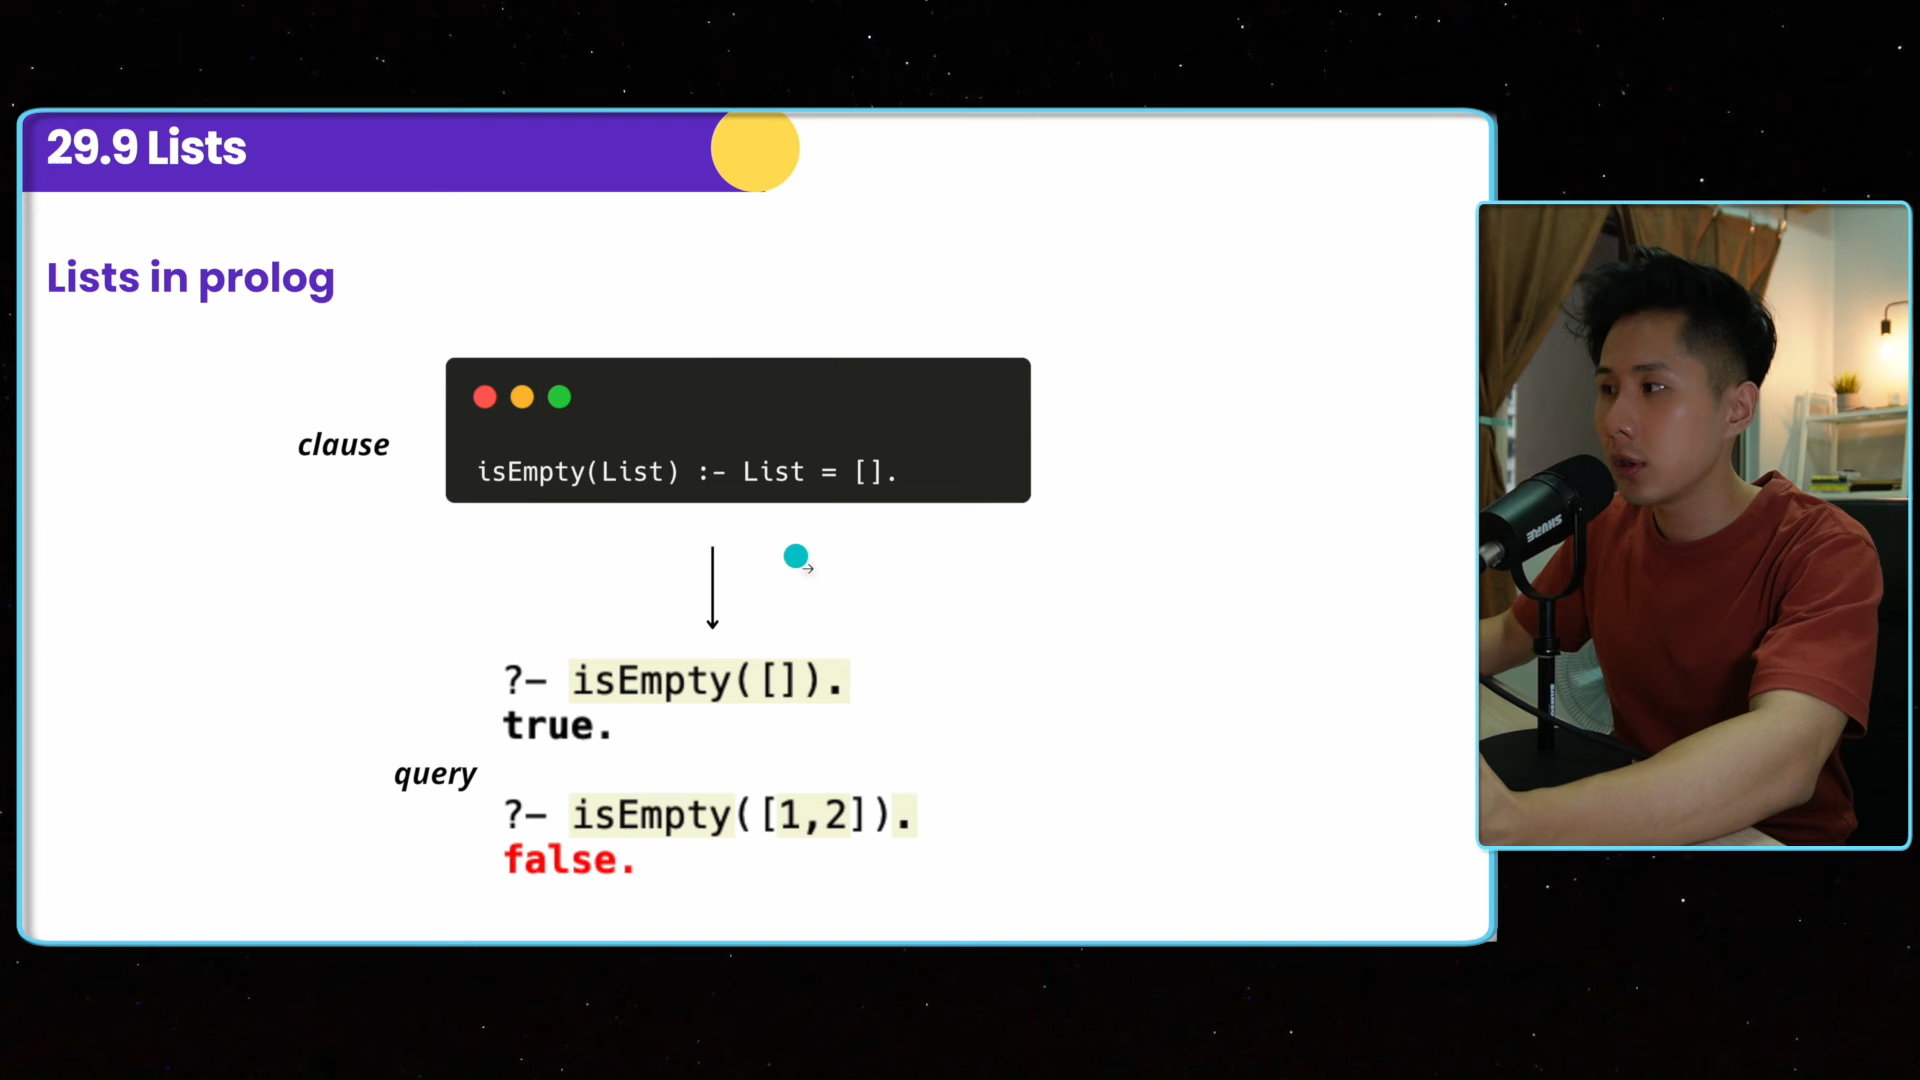 29.9 Lists
Lists in prolog
clause
isEmpty(List) :- List = [].
?- isEmpty([]).
true.
query
?- isEmpty([1,2]).
false.
SHURE